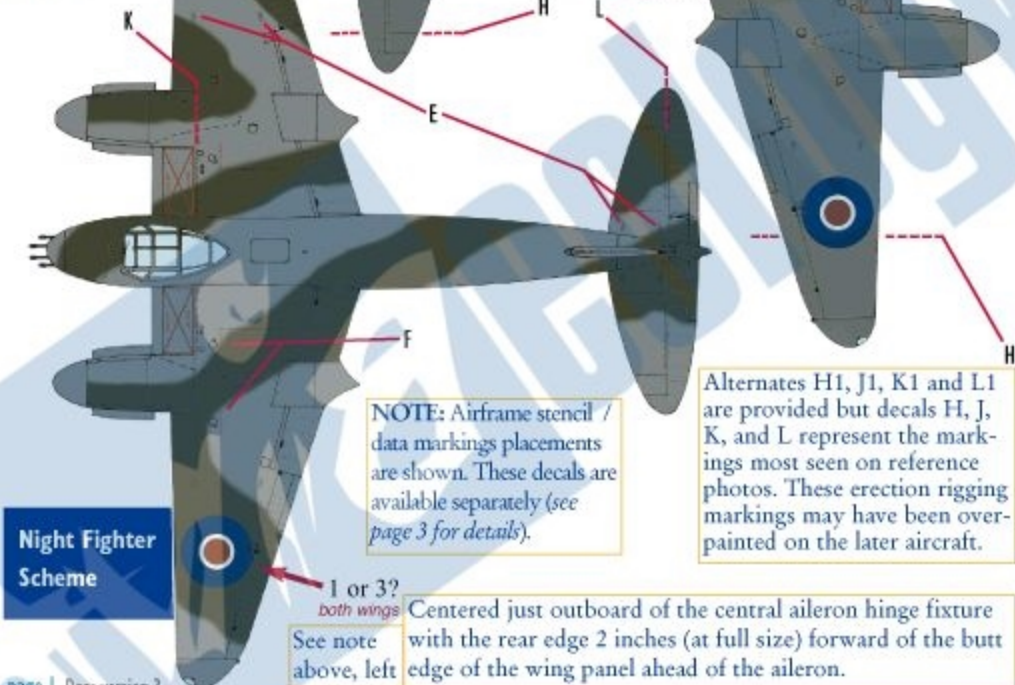 K
H
L
E
H
F
NOTE: Airframe stencil /
data markings placements
are shown. These decals are
available separately (see
page 3 for details).
Alternates H1, J1, K1 and L1
are provided but decals H, J,
K, and L represent the mark-
ings most seen on reference
photos. These erection rigging
markings may have been over-
painted on the later aircraft.
Night Fighter
Scheme
1 or 3?
both wings
See note
above, left
Centered just outboard of the central aileron hinge fixture
with the rear edge 2 inches (at full size) forward of the butt
edge of the wing panel ahead of the aileron.